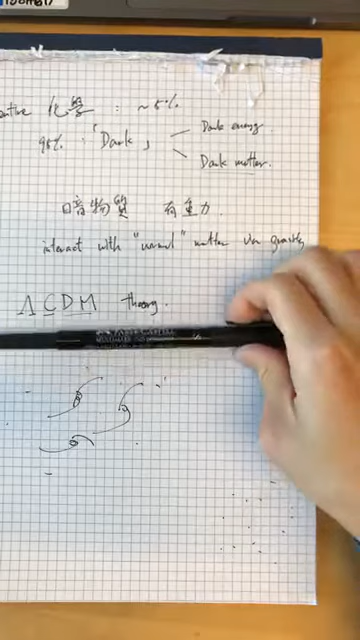 化學 : ~5%
95% : 「Dark」 Dark energy
Dark matter.
暗物質 有重力.
interact with "normal" matter via gravity
ΛCDM theory.